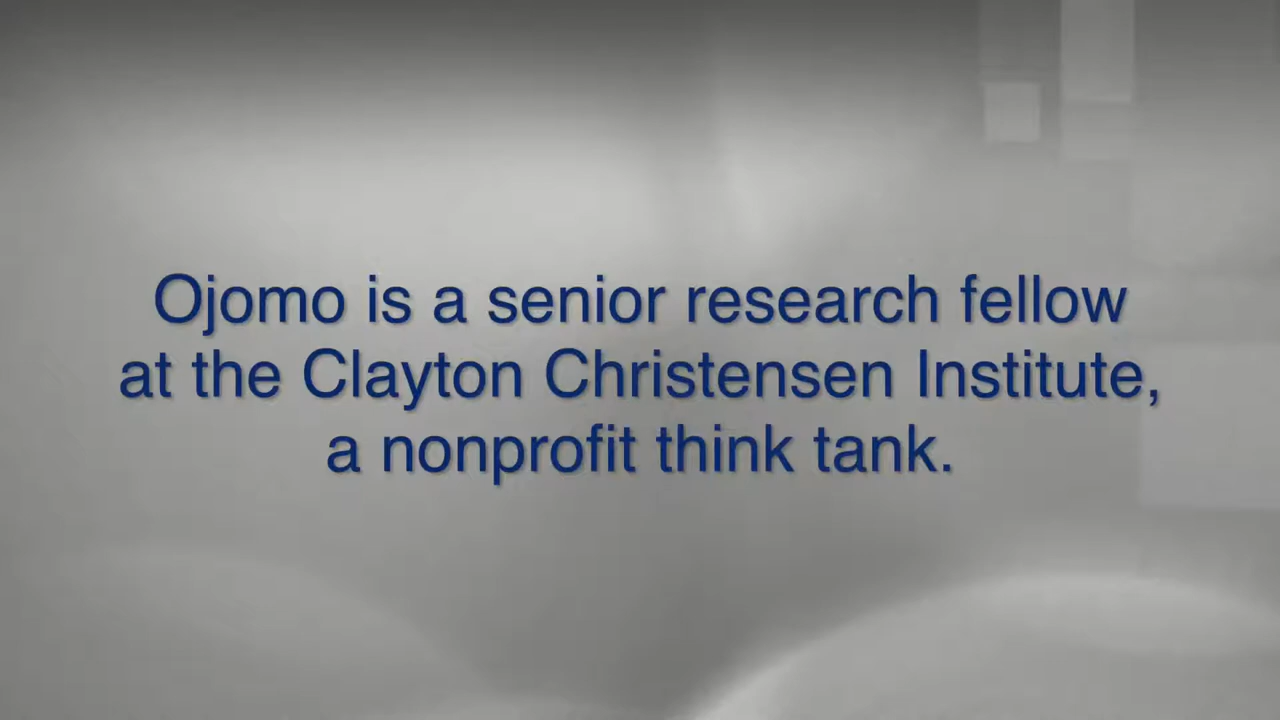 Ojomo is a senior research fellow
at the Clayton Christensen Institute,
a nonprofit think tank.